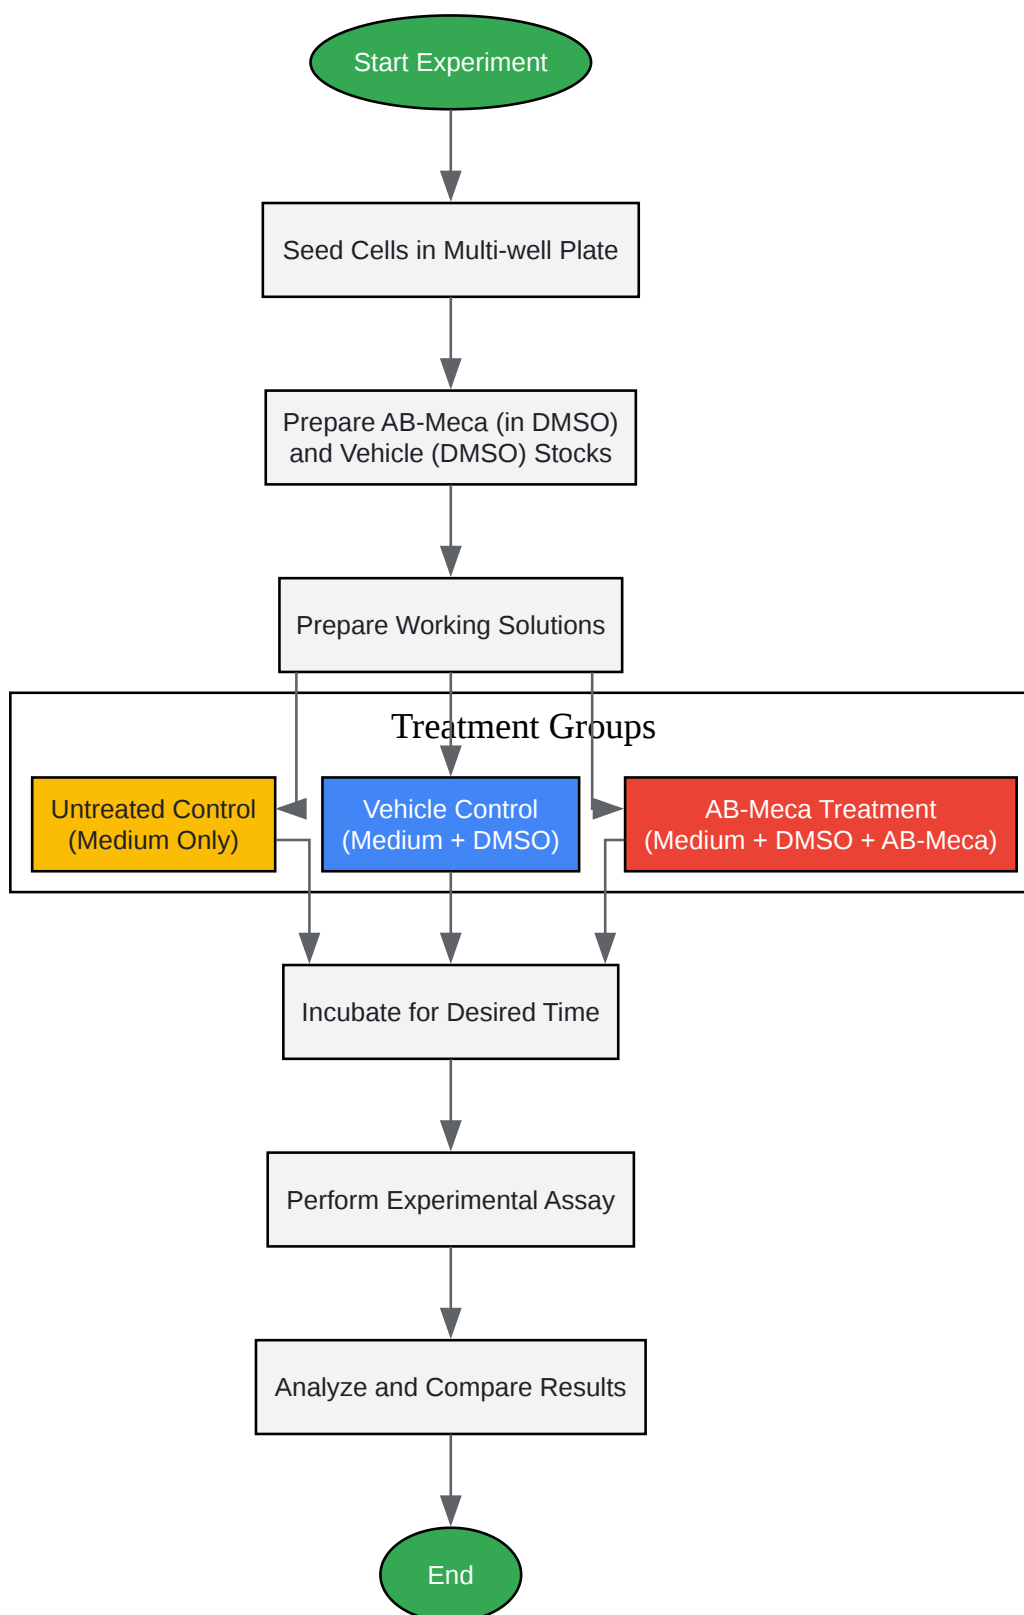 Start Experiment
Seed Cells in Multi-well Plate
Prepare AB-Meca (in DMSO)
and Vehicle (DMSO) Stocks
Prepare Working Solutions
Treatment Groups
Untreated Control
(Medium Only)
Vehicle Control
(Medium + DMSO)
AB-Meca Treatment
(Medium + DMSO + AB-Meca)
Incubate for Desired Time
Perform Experimental Assay
Analyze and Compare Results
End